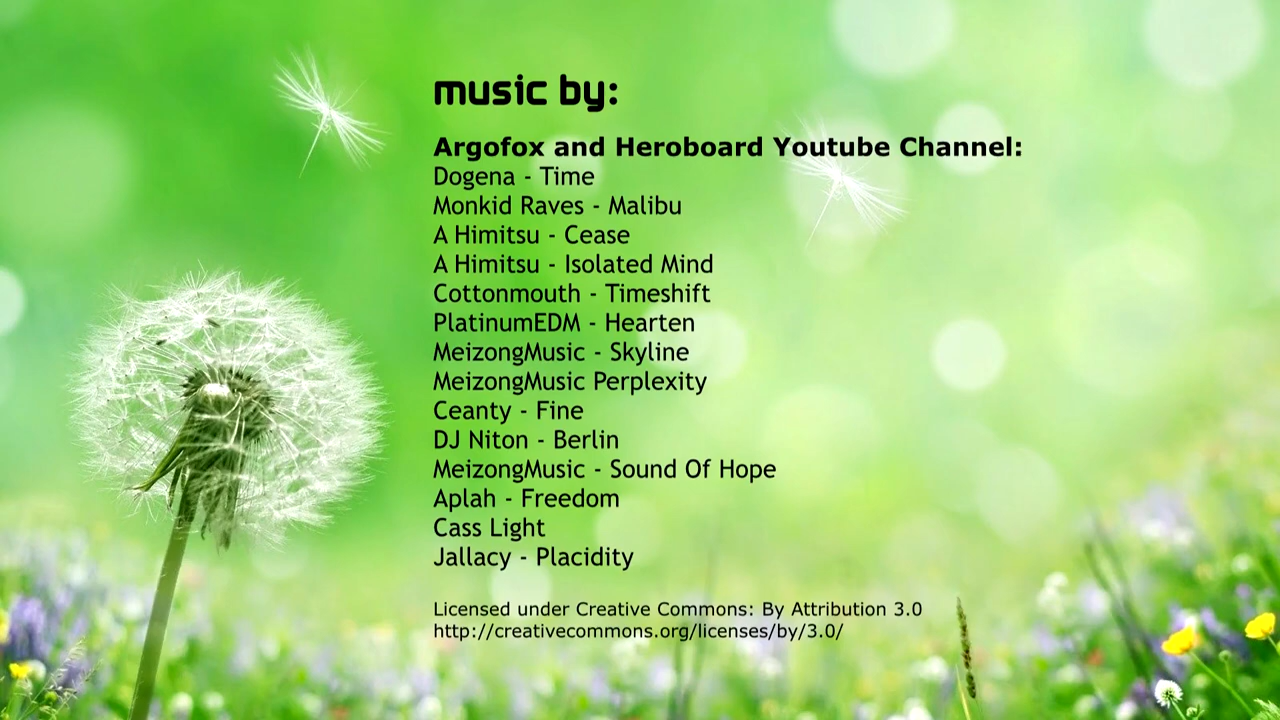 music by:
Argofox and Heroboard Youtube Channel:
Dogena - Time
Monkid Raves - Malibu
A Himitsu - Cease
A Himitsu - Isolated Mind
Cottonmouth - Timeshift
PlatinumEDM - Hearten
MeizongMusic - Skyline
MeizongMusic Perplexity
Ceanty - Fine
DJ Niton - Berlin
MeizongMusic - Sound Of Hope
Aplah - Freedom
Cass Light
Jallacy - Placidity
Licensed under Creative Commons: By Attribution 3.0
http://creativecommons.org/licenses/by/3.0/